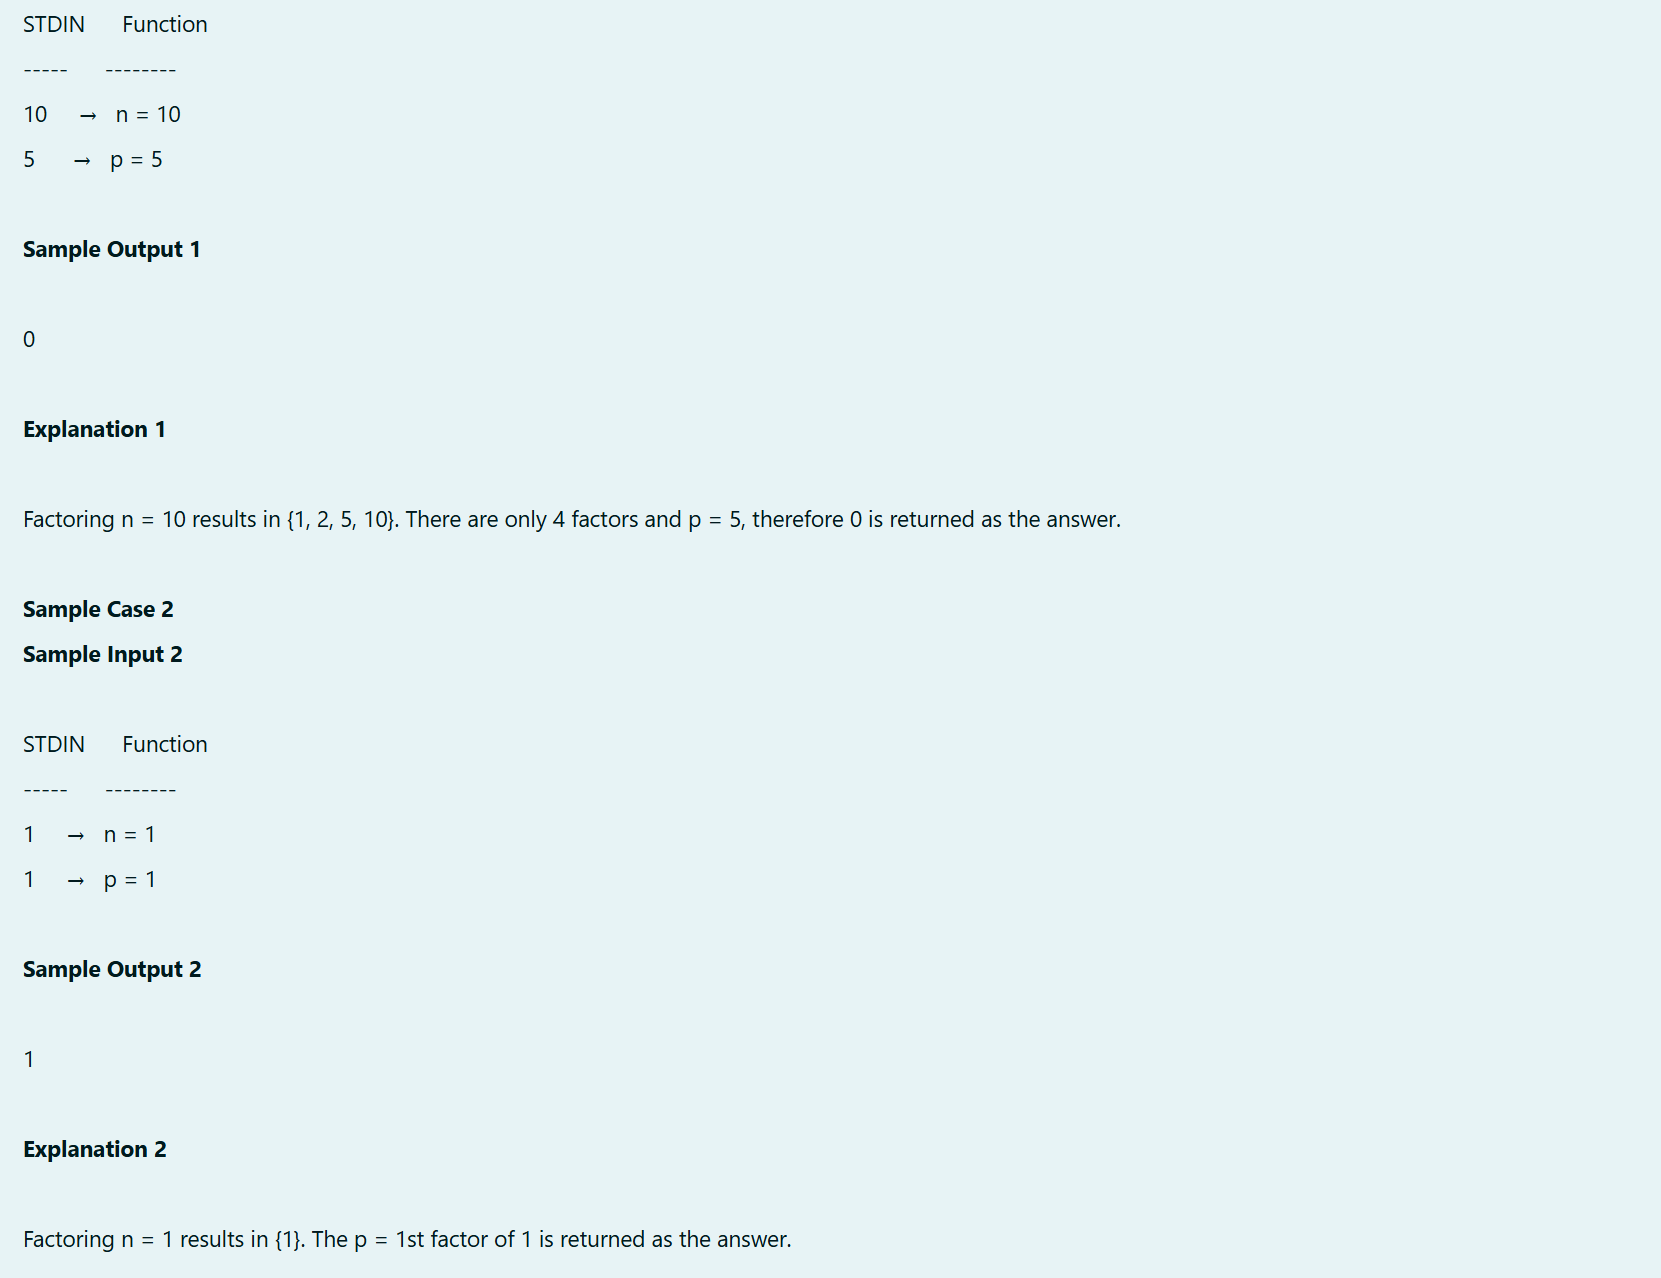 STDIN Function
----- --------
10 → n = 10
5 → p = 5
Sample Output 1
0
Explanation 1
Factoring n = 10 results in {1, 2, 5, 10}. There are only 4 factors and p = 5, therefore 0 is returned as the answer.
Sample Case 2
Sample Input 2
STDIN Function
----- --------
1 → n = 1
1 → p = 1
Sample Output 2
1
Explanation 2
Factoring n = 1 results in {1}. The p = 1st factor of 1 is returned as the answer.